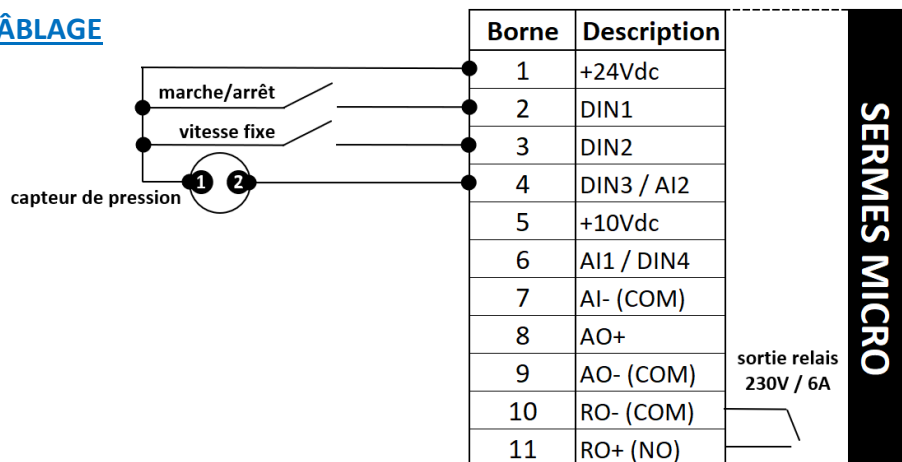 ÂBLAGE
Borne Description
1 +24Vdc
marche/arrêt
2 DIN1
vitesse fixe
3 DIN2
1 2
4 DIN3 / AI2
capteur de pression
5 +10Vdc
6 AI1 / DIN4
7 AI- (COM)
8 AO+
9 AO- (COM)
sortie relais
230V / 6A
10 RO- (COM)
11 RO+ (NO)
SERMES MICRO